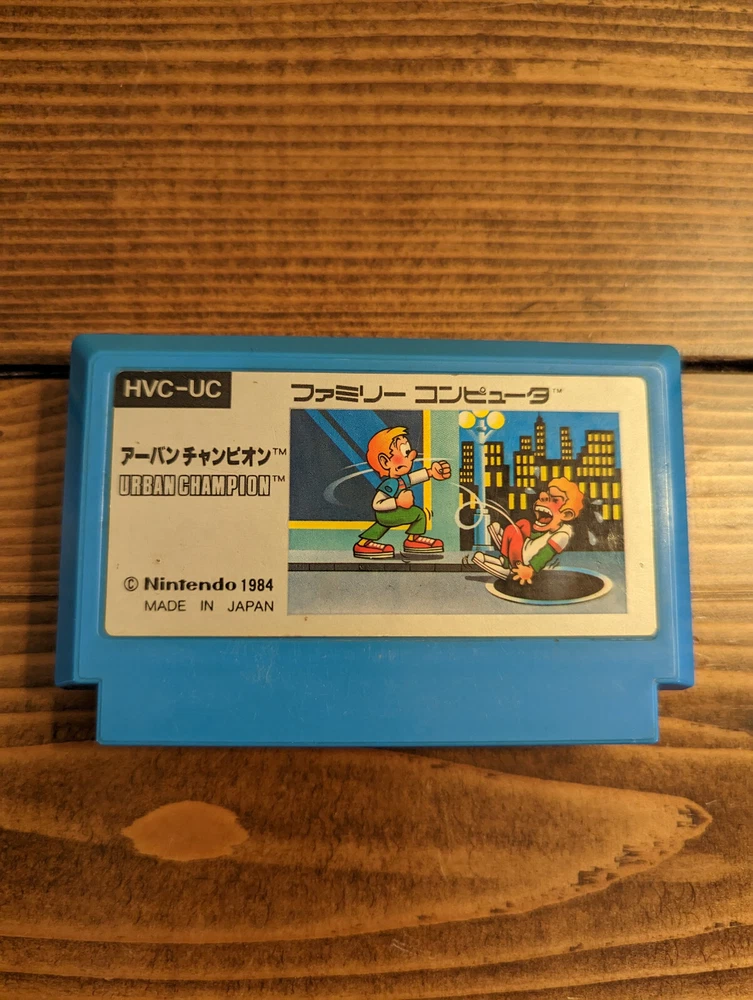 HVC-UC
ファミリー コンピュータ™
アーバンチャンピオン™
URBAN CHAMPION™
© Nintendo 1984
MADE IN JAPAN